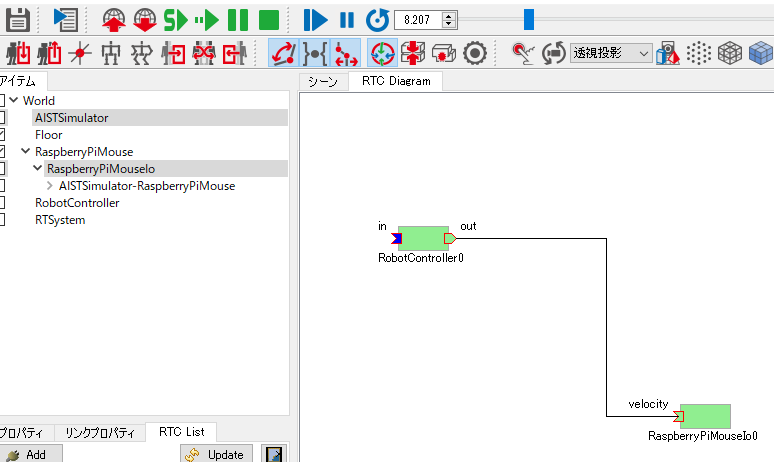 8.207
透視投影
アイテム
シーン
RTC Diagram
World
AISTSimulator
Floor
RaspberryPiMouse
RaspberryPiMouseIo
AISTSimulator-RaspberryPiMouse
RobotController
RTSystem
in
out
RobotController0
velocity
RaspberryPiMouseIo0
プロパティ
リンクプロパティ
RTC List
Add
Update